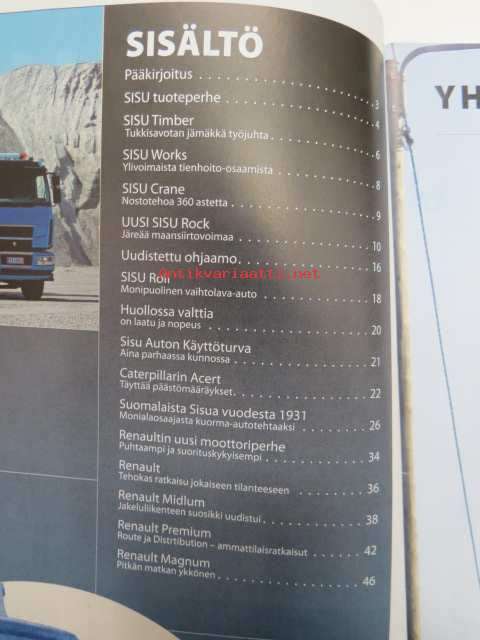 SISÄLTÖ
Pääkirjoitus . . . . . . . . . . . . . . . . . . . . 3
SISU tuoteperhe . . . . . . . . . . . . . . . . . 4
SISU Timber
Tukkisavotan jämäkkä työjuhta . . . . . . . . . . . 6
SISU Works
Ylivoimaista tienhoito-osaamista . . . . . . . . . . 8
SISU Crane
Nostotehoa 360 astetta . . . . . . . . . . . . . . . 9
UUSI SISU Rock
Järeää maansiirtovoimaa . . . . . . . . . . . . . . 10
Uudistettu ohjaamo . . . . . . . . . . . . . . . 16
SISU Roll
Monipuolinen vaihtolava-auto . . . . . . . . . . . 18
Huollossa valttia
on laatu ja nopeus . . . . . . . . . . . . . . . . . 20
Sisu Auton Käyttöturva
Aina parhaassa kunnossa . . . . . . . . . . . . . . 21
Caterpillarin Acert
Täyttää päästömääräykset . . . . . . . . . . . . . . 22
Suomalaista Sisua vuodesta 1931
Monialaosaajasta kuorma-autotehtaaksi . . . . . . . 26
Renaultin uusi moottoriperhe
Puhtaampi ja suorituskykyisempi . . . . . . . . . . 34
Renault
Tehokas ratkaisu jokaiseen tilanteeseen . . . . . . 36
Renault Midlum
Jakeluliikenteen suosikki uudistui . . . . . . . . . . 38
Renault Premium
Route ja Distrtibution – ammattilaisratkaisut . . . . 42
Renault Magnum
Pitkän matkan ykkönen . . . . . . . . . . . . . . . 46
YH
Antikvariaatti.net